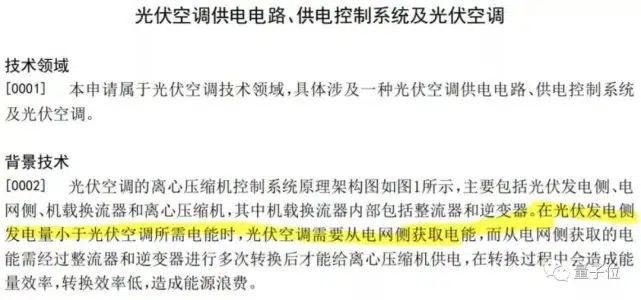 光伏空调供电电路、供电控制系统及光伏空调
技术领域
[0001] 本申请属于光伏空调技术领域,具体涉及一种光伏空调供电电路、供电控制系统
及光伏空调。
背景技术
[0002] 光伏空调的离心压缩机控制系统原理架构图如图1所示,主要包括光伏发电侧、电
网侧、机载换流器和离心压缩机,其中机载换流器内部包括整流器和逆变器。在光伏发电侧
发电量小于光伏空调所需电能时,光伏空调需要从电网侧获取电能,而从电网侧获取的电
能需经过整流器和逆变器进行多次转换后才能给离心压缩机供电,在转换过程中会造成能
量效率,转换效率低,造成能源浪费。
量子位